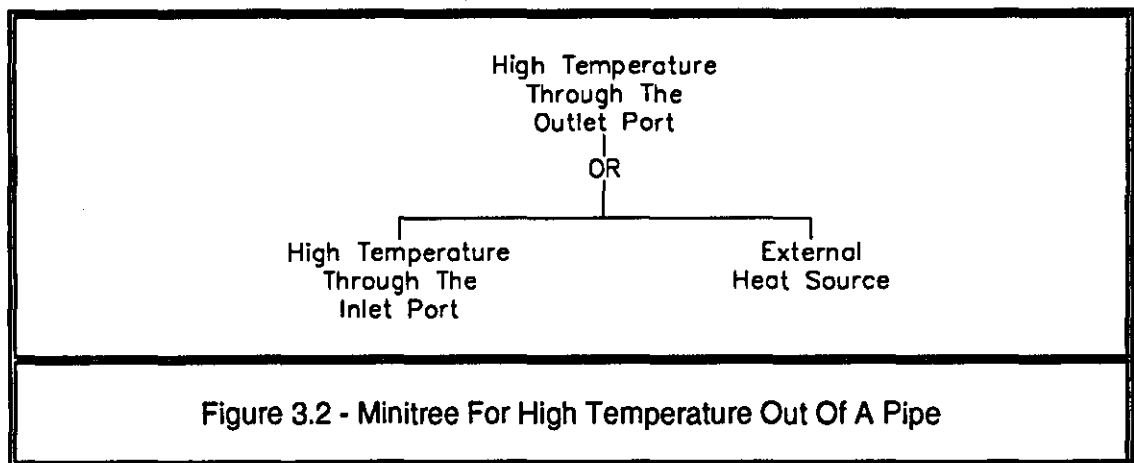 High Temperature
Through The
Outlet Port
OR
High Temperature
Through The
Inlet Port
External
Heat Source
Figure 3.2 - Minitree For High Temperature Out Of A Pipe